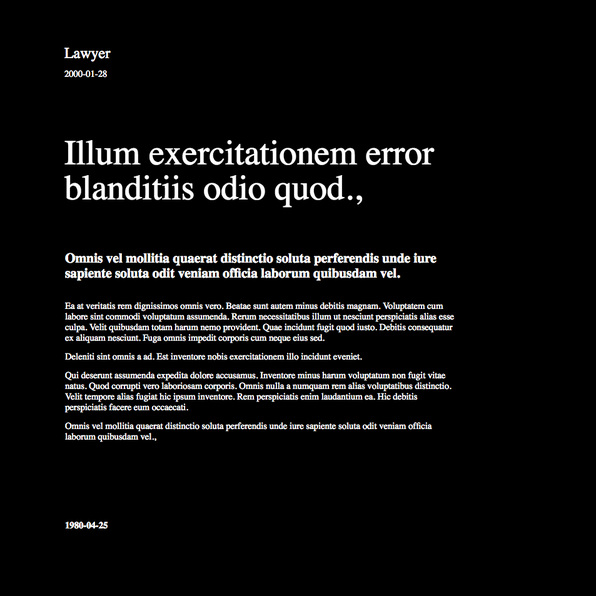 Lawyer
2000-01-28
Illum exercitationem error
blanditiis odio quod.,
Omnis vel mollitia quaerat distinctio soluta perferendis unde iure
sapiente soluta odit veniam officia laborum quibusdam vel.
Ea at veritatis rem dignissimos omnis vero. Beatae sunt autem minus debitis magnam. Voluptatem cum
labore sint commodi voluptatum assumenda. Rerum necessitatibus illum ut nesciunt perspiciatis alias esse
culpa. Velit quibusdam totam harum nemo provident. Quae incidunt fugit quod iusto. Debitis consequatur
ex aliquam nesciunt. Fuga omnis impedit corporis cum neque eius sed.
Deleniti sint omnis a ad. Est inventore nobis exercitationem illo incidunt eveniet.
Qui deserunt assumenda expedita dolore accusamus. Inventore minus harum voluptatum non fugit vitae
natus. Quod corrupti vero laboriosam corporis. Omnis nulla a numquam rem alias voluptatibus distinctio.
Velit tempore alias fugiat hic ipsum inventore. Rem perspiciatis enim laudantium ea. Hic debitis
perspiciatis facere eum occaecati.
Omnis vel mollitia quaerat distinctio soluta perferendis unde iure sapiente soluta odit veniam officia
laborum quibusdam vel.,
1980-04-25